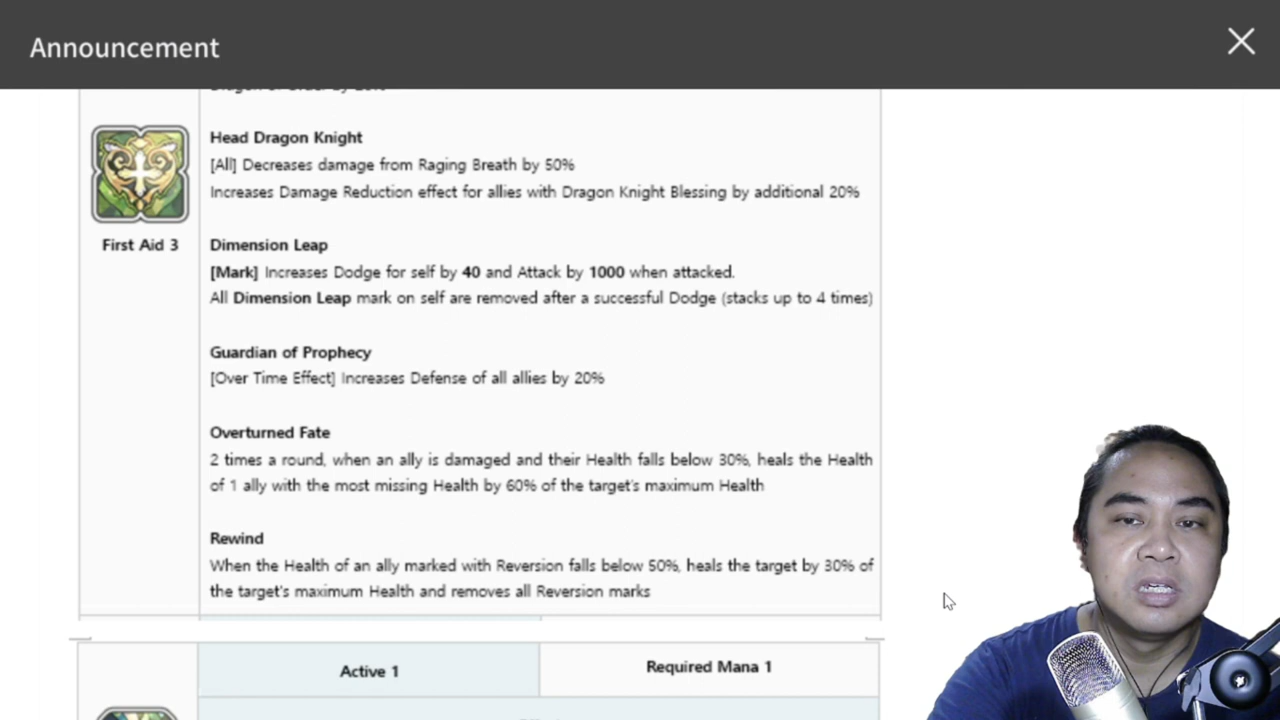 Announcement
Head Dragon Knight
[All] Decreases damage from Raging Breath by 50%
Increases Damage Reduction effect for allies with Dragon Knight Blessing by additional 20%
First Aid 3
Dimension Leap
[Mark] Increases Dodge for self by 40 and Attack by 1000 when attacked.
All Dimension Leap mark on self are removed after a successful Dodge (stacks up to 4 times)
Guardian of Prophecy
[Over Time Effect] Increases Defense of all allies by 20%
Overturned Fate
2 times a round, when an ally is damaged and their Health falls below 30%, heals the Health
of 1 ally with the most missing Health by 60% of the target's maximum Health
Rewind
When the Health of an ally marked with Reversion falls below 50%, heals the target by 30% of
the target's maximum Health and removes all Reversion marks
Active 1
Required Mana 1